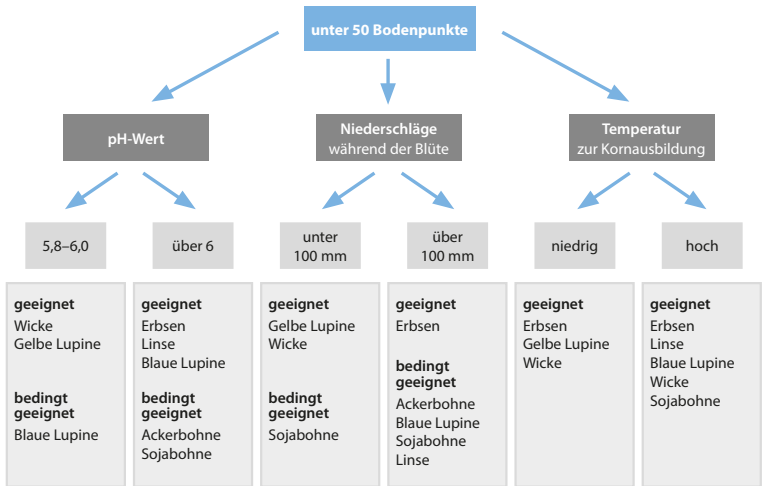 unter 50 Bodenpunkte
pH-Wert
Niederschläge
während der Blüte
Temperatur
zur Kornausbildung
5,8–6,0
über 6
unter
100 mm
über
100 mm
niedrig
hoch
geeignet
Wicke
Gelbe Lupine
bedingt
geeignet
Blaue Lupine
geeignet
Erbsen
Linse
Blaue Lupine
bedingt
geeignet
Ackerbohne
Sojabohne
geeignet
Gelbe Lupine
Wicke
bedingt
geeignet
Sojabohne
geeignet
Erbsen
bedingt
geeignet
Ackerbohne
Blaue Lupine
Sojabohne
Linse
geeignet
Erbsen
Gelbe Lupine
Wicke
geeignet
Erbsen
Linse
Blaue Lupine
Wicke
Sojabohne